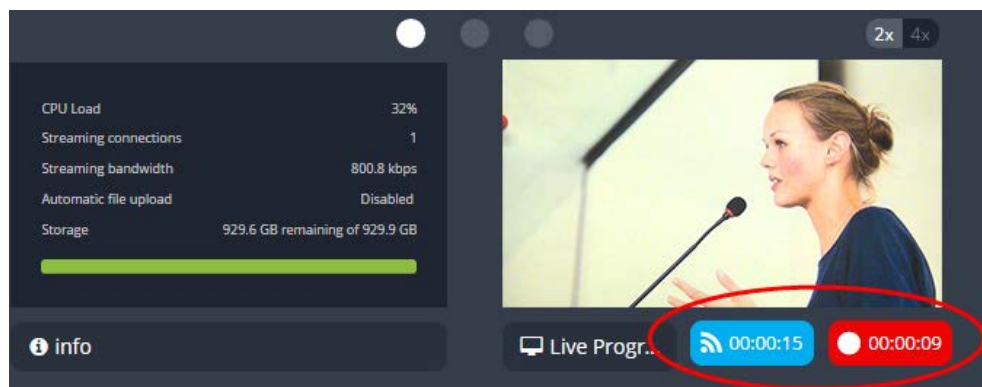 2x 4x
CPU Load 32%
Streaming connections 1
Streaming bandwidth 800.8 kbps
Automatic file upload Disabled
Storage 929.6 GB remaining of 929.9 GB
info
Live Progr...
00:00:15
00:00:09